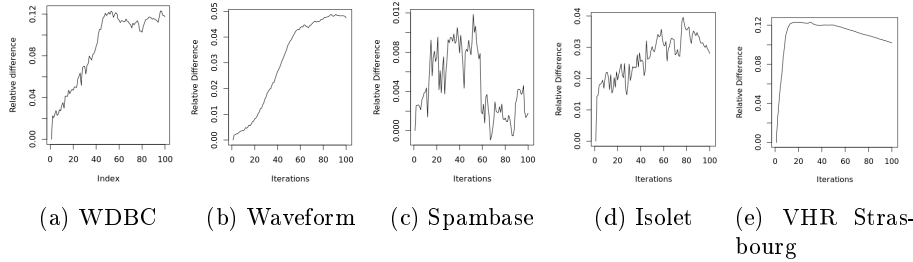 Relative difference
0.00 0.04 0.08 0.12
0 20 40 60 80 100
Index
(a) WDBC
Relative Difference
0.00 0.01 0.02 0.03 0.04 0.05
0 20 40 60 80 100
Iterations
(b) Waveform
Relative Difference
0.000 0.004 0.008 0.012
0 20 40 60 80 100
Iterations
(c) Spambase
Relative Difference
0.00 0.01 0.02 0.03 0.04
0 20 40 60 80 100
Iterations
(d) Isolet
Relative Difference
0.00 0.04 0.08 0.12
0 20 40 60 80 100
Iterations
(e) VHR Stras-
bourg